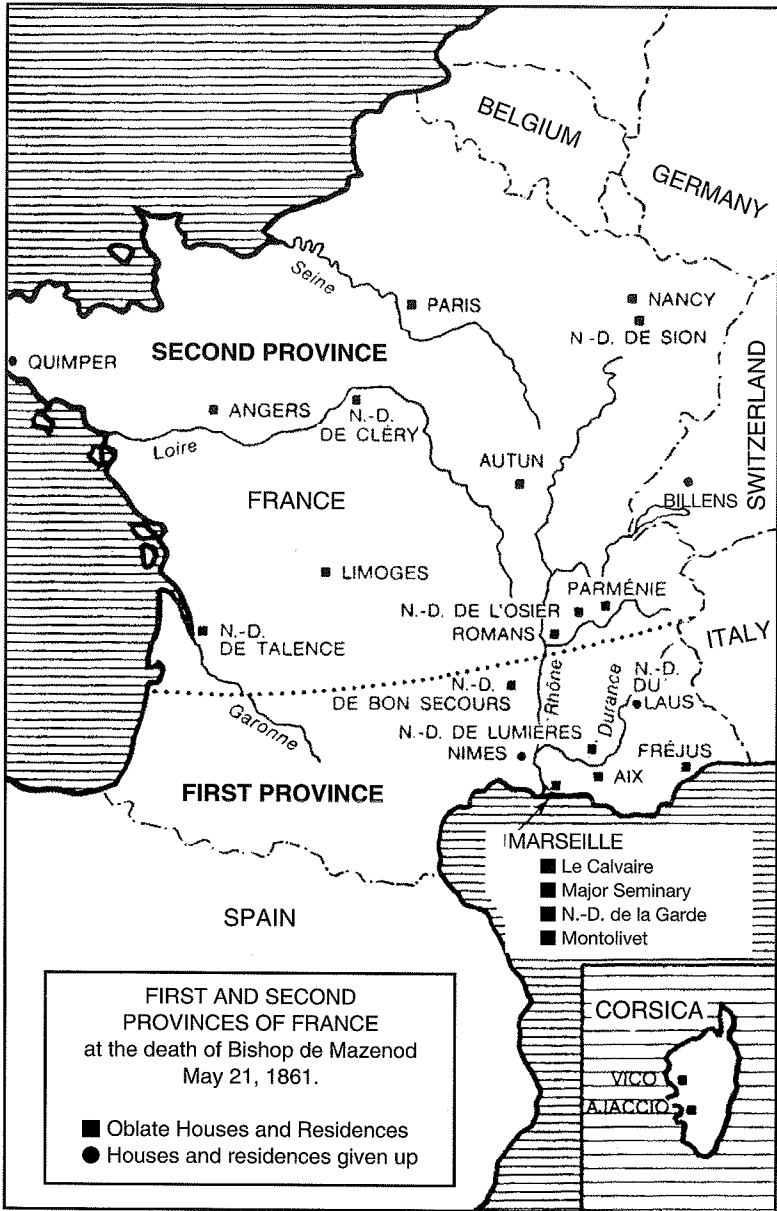 BELGIUM
GERMANY
Seine
PARIS
NANCY
N.-D. DE SION
SECOND PROVINCE
QUIMPER
ANGERS
N.-D.
DE CLÉRY
Loire
SWITZERLAND
AUTUN
BILLENS
FRANCE
LIMOGES
PARMÉNIE
N.-D. DE L'OSIER
ROMANS
N.-D.
DE TALENCE
ITALY
N.-D.
DU
LAUS
N.-D.
DE BON SECOURS
Rhône
Durance
Garonne
N.-D. DE LUMIÈRES
NIMES
FRÉJUS
AIX
FIRST PROVINCE
MARSEILLE
Le Calvaire
Major Seminary
N.-D. de la Garde
Montolivet
SPAIN
CORSICA
VICO
AJACCIO
FIRST AND SECOND
PROVINCES OF FRANCE
at the death of Bishop de Mazenod
May 21, 1861.
Oblate Houses and Residences
Houses and residences given up